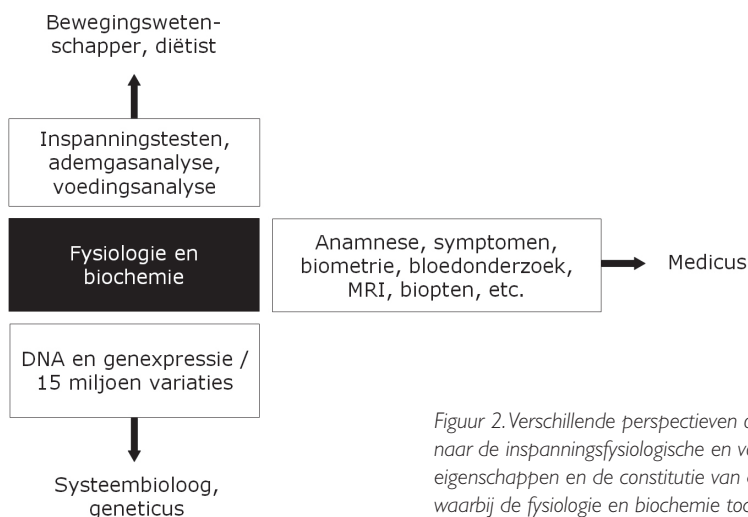 Bewegingsweten-
schapper, diëtist
Inspanningstesten,
ademgasanalyse,
voedingsanalyse
Fysiologie en
biochemie
Anamnese, symptomen,
biometrie, bloedonderzoek,
MRI, biopten, etc.
Medicus
DNA en genexpressie /
15 miljoen variaties
Systeembioloog,
geneticus
Figuur 2. Verschillende perspectieven
naar de inspanningsfysiologische en
eigenschappen en de constitutie van
waarbij de fysiologie en biochemie